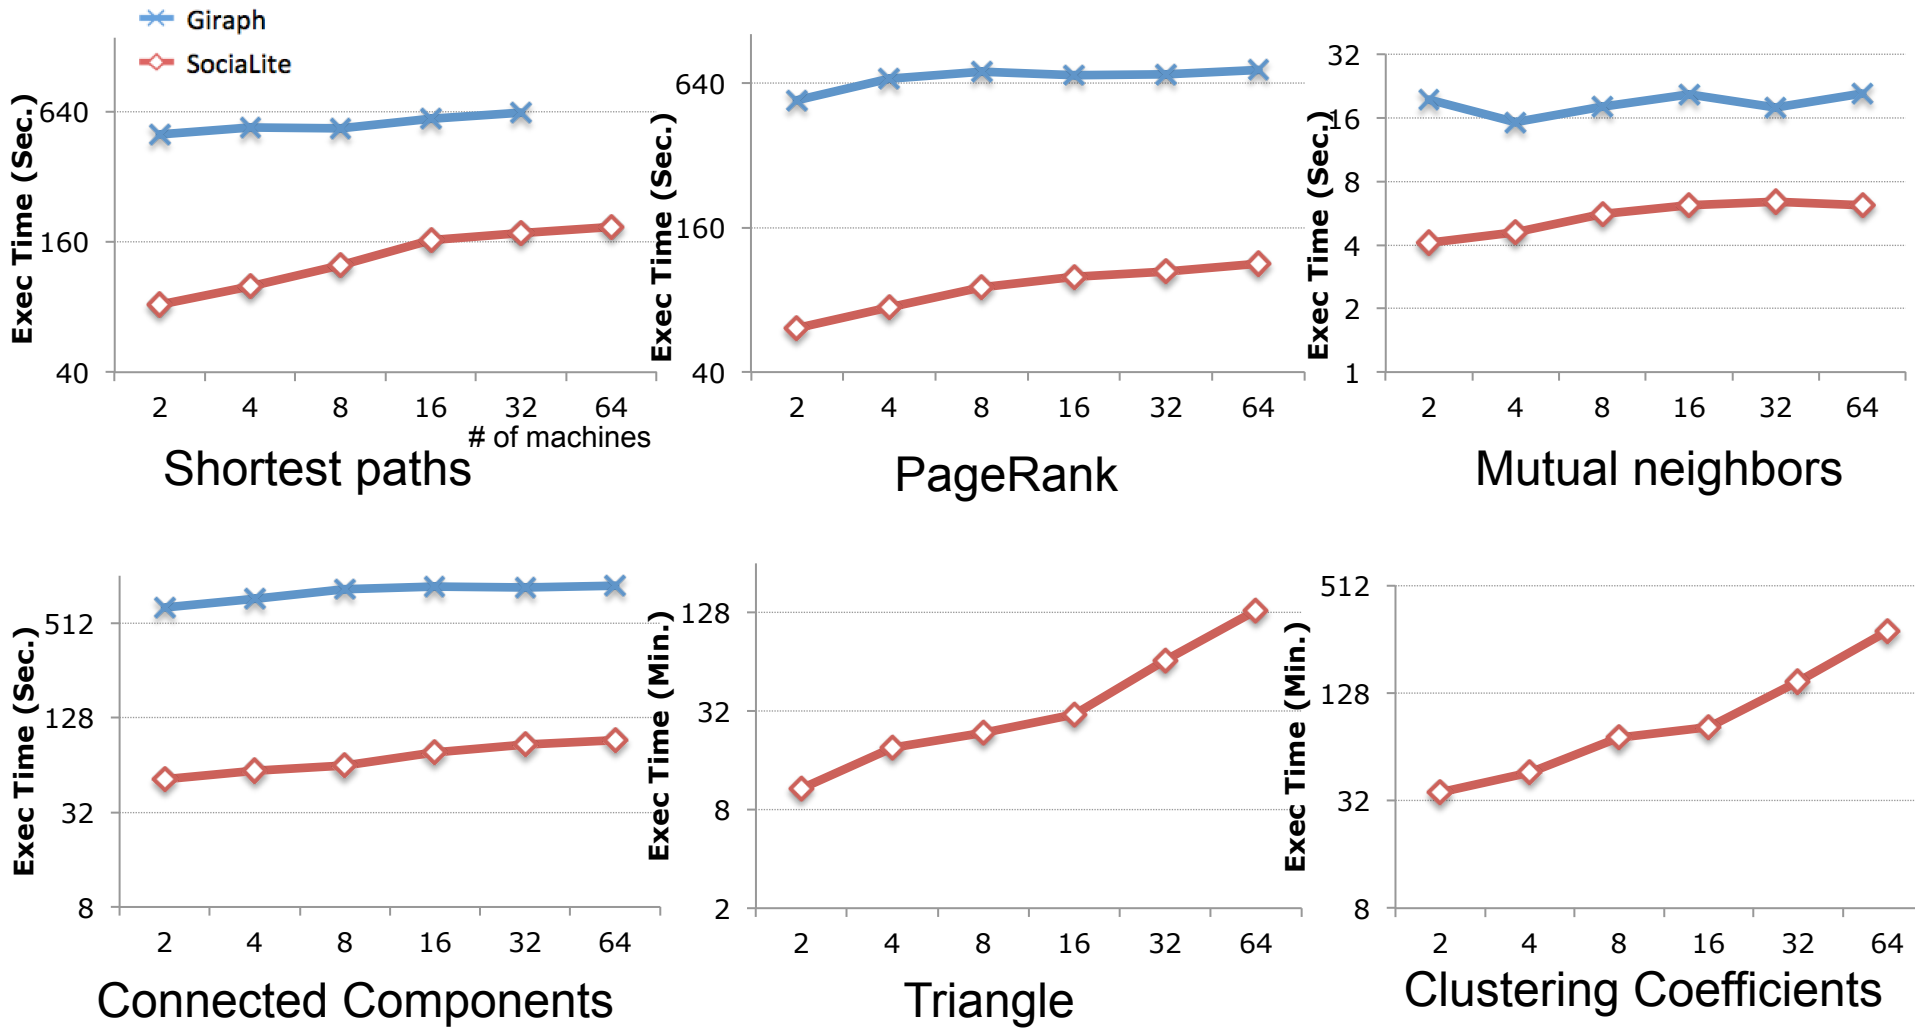 Giraph
SociaLite
Exec Time (Sec.)
640
160
40
2 4 8 16 32 64
# of machines
Shortest paths
Exec Time (Sec.)
640
160
40
2 4 8 16 32 64
PageRank
Exec Time (Sec.)
32
16
8
4
2
1
2 4 8 16 32 64
Mutual neighbors
Exec Time (Sec.)
512
128
32
8
2 4 8 16 32 64
Connected Components
Exec Time (Min.)
128
32
8
2
2 4 8 16 32 64
Triangle
Exec Time (Min.)
512
128
32
8
2 4 8 16 32 64
Clustering Coefficients